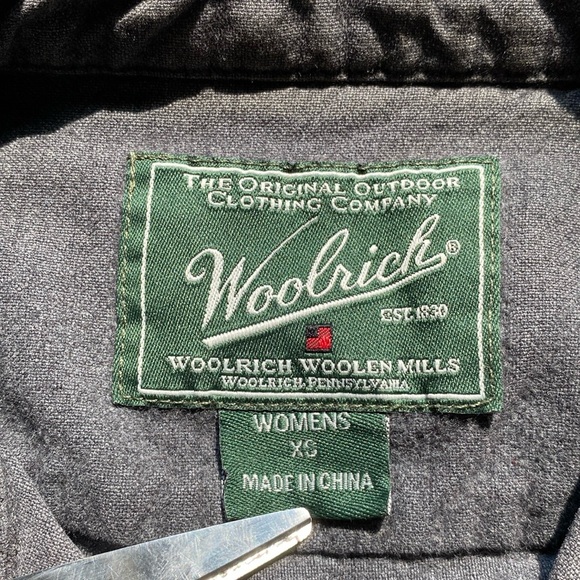 THE ORIGINAL OUTDOOR
CLOTHING COMPANY
Woolrich®
EST. 1830
WOOLRICH WOOLEN MILLS
WOOLRICH, PENNSYLVANIA
WOMENS
XS
MADE IN CHINA